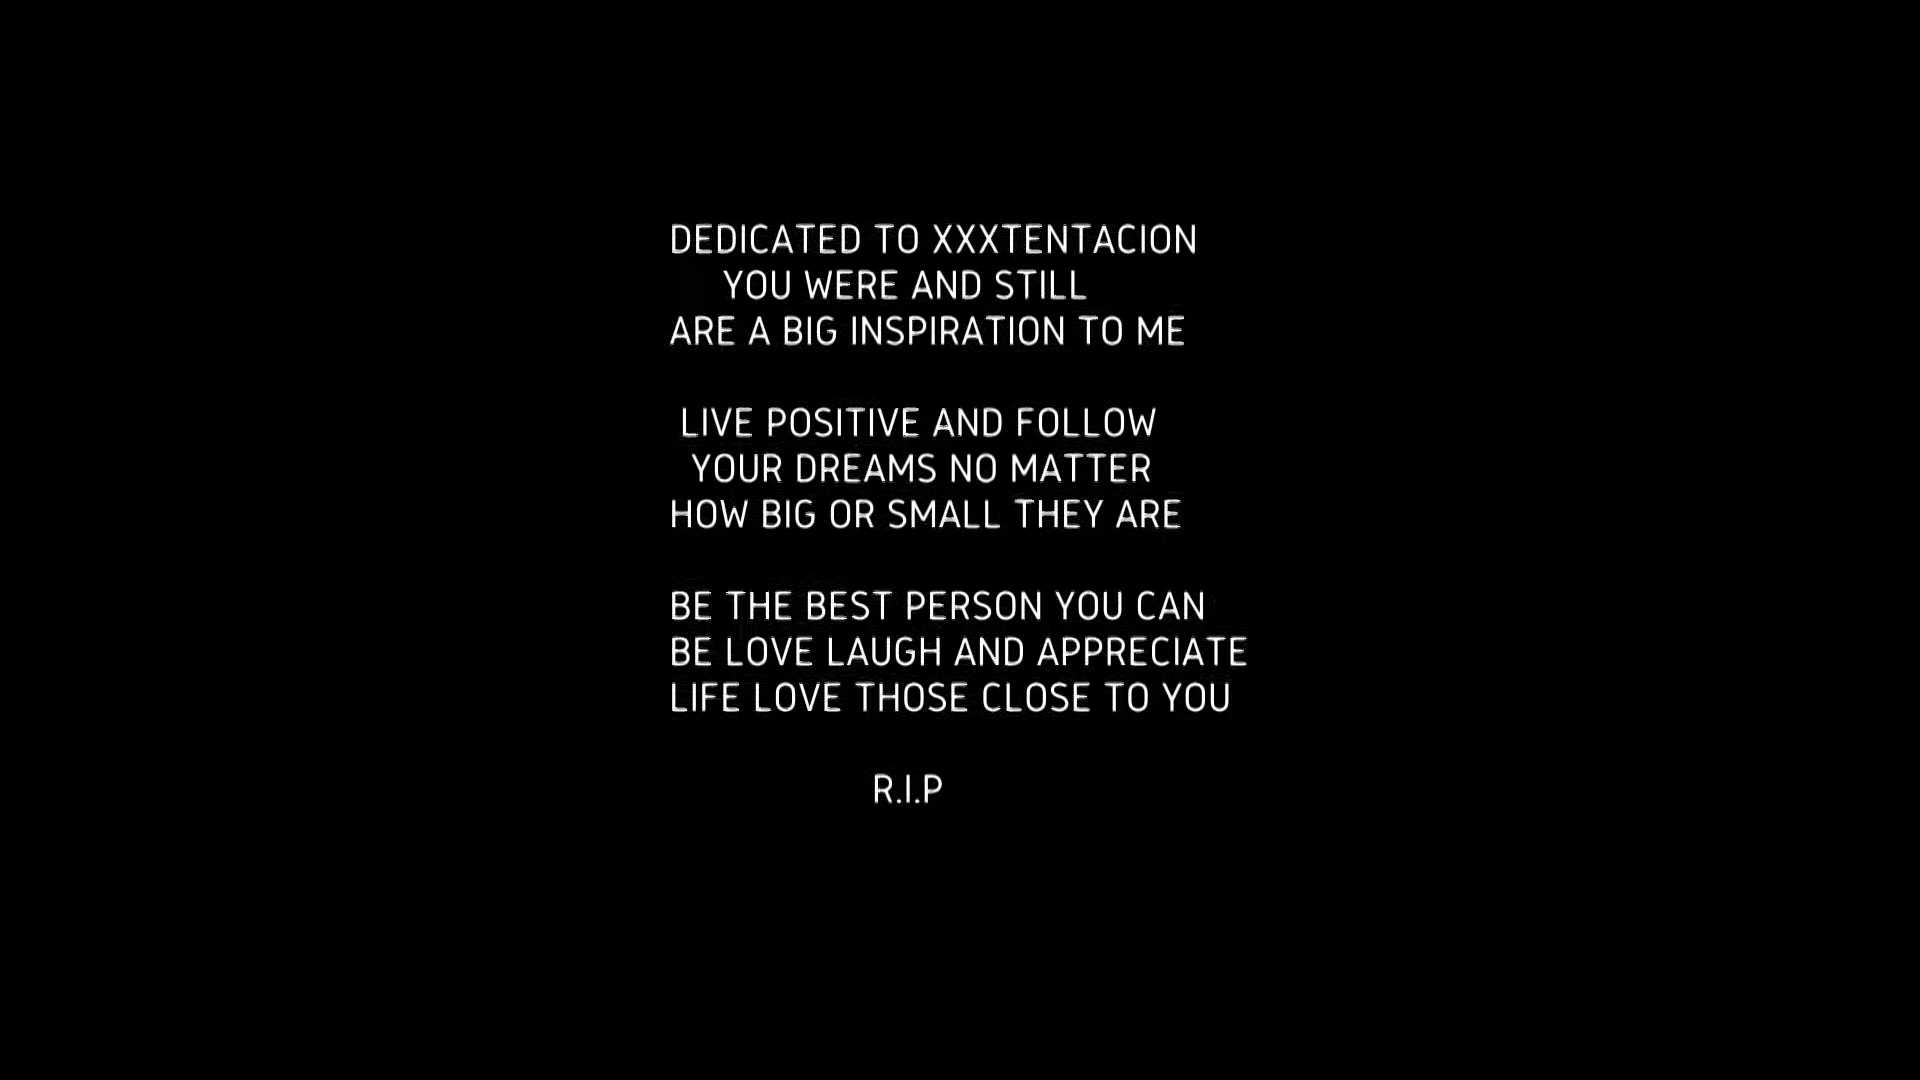 DEDICATED TO XXXTENTACION
YOU WERE AND STILL
ARE A BIG INSPIRATION TO ME
LIVE POSITIVE AND FOLLOW
YOUR DREAMS NO MATTER
HOW BIG OR SMALL THEY ARE
BE THE BEST PERSON YOU CAN
BE LOVE LAUGH AND APPRECIATE
LIFE LOVE THOSE CLOSE TO YOU
R.I.P